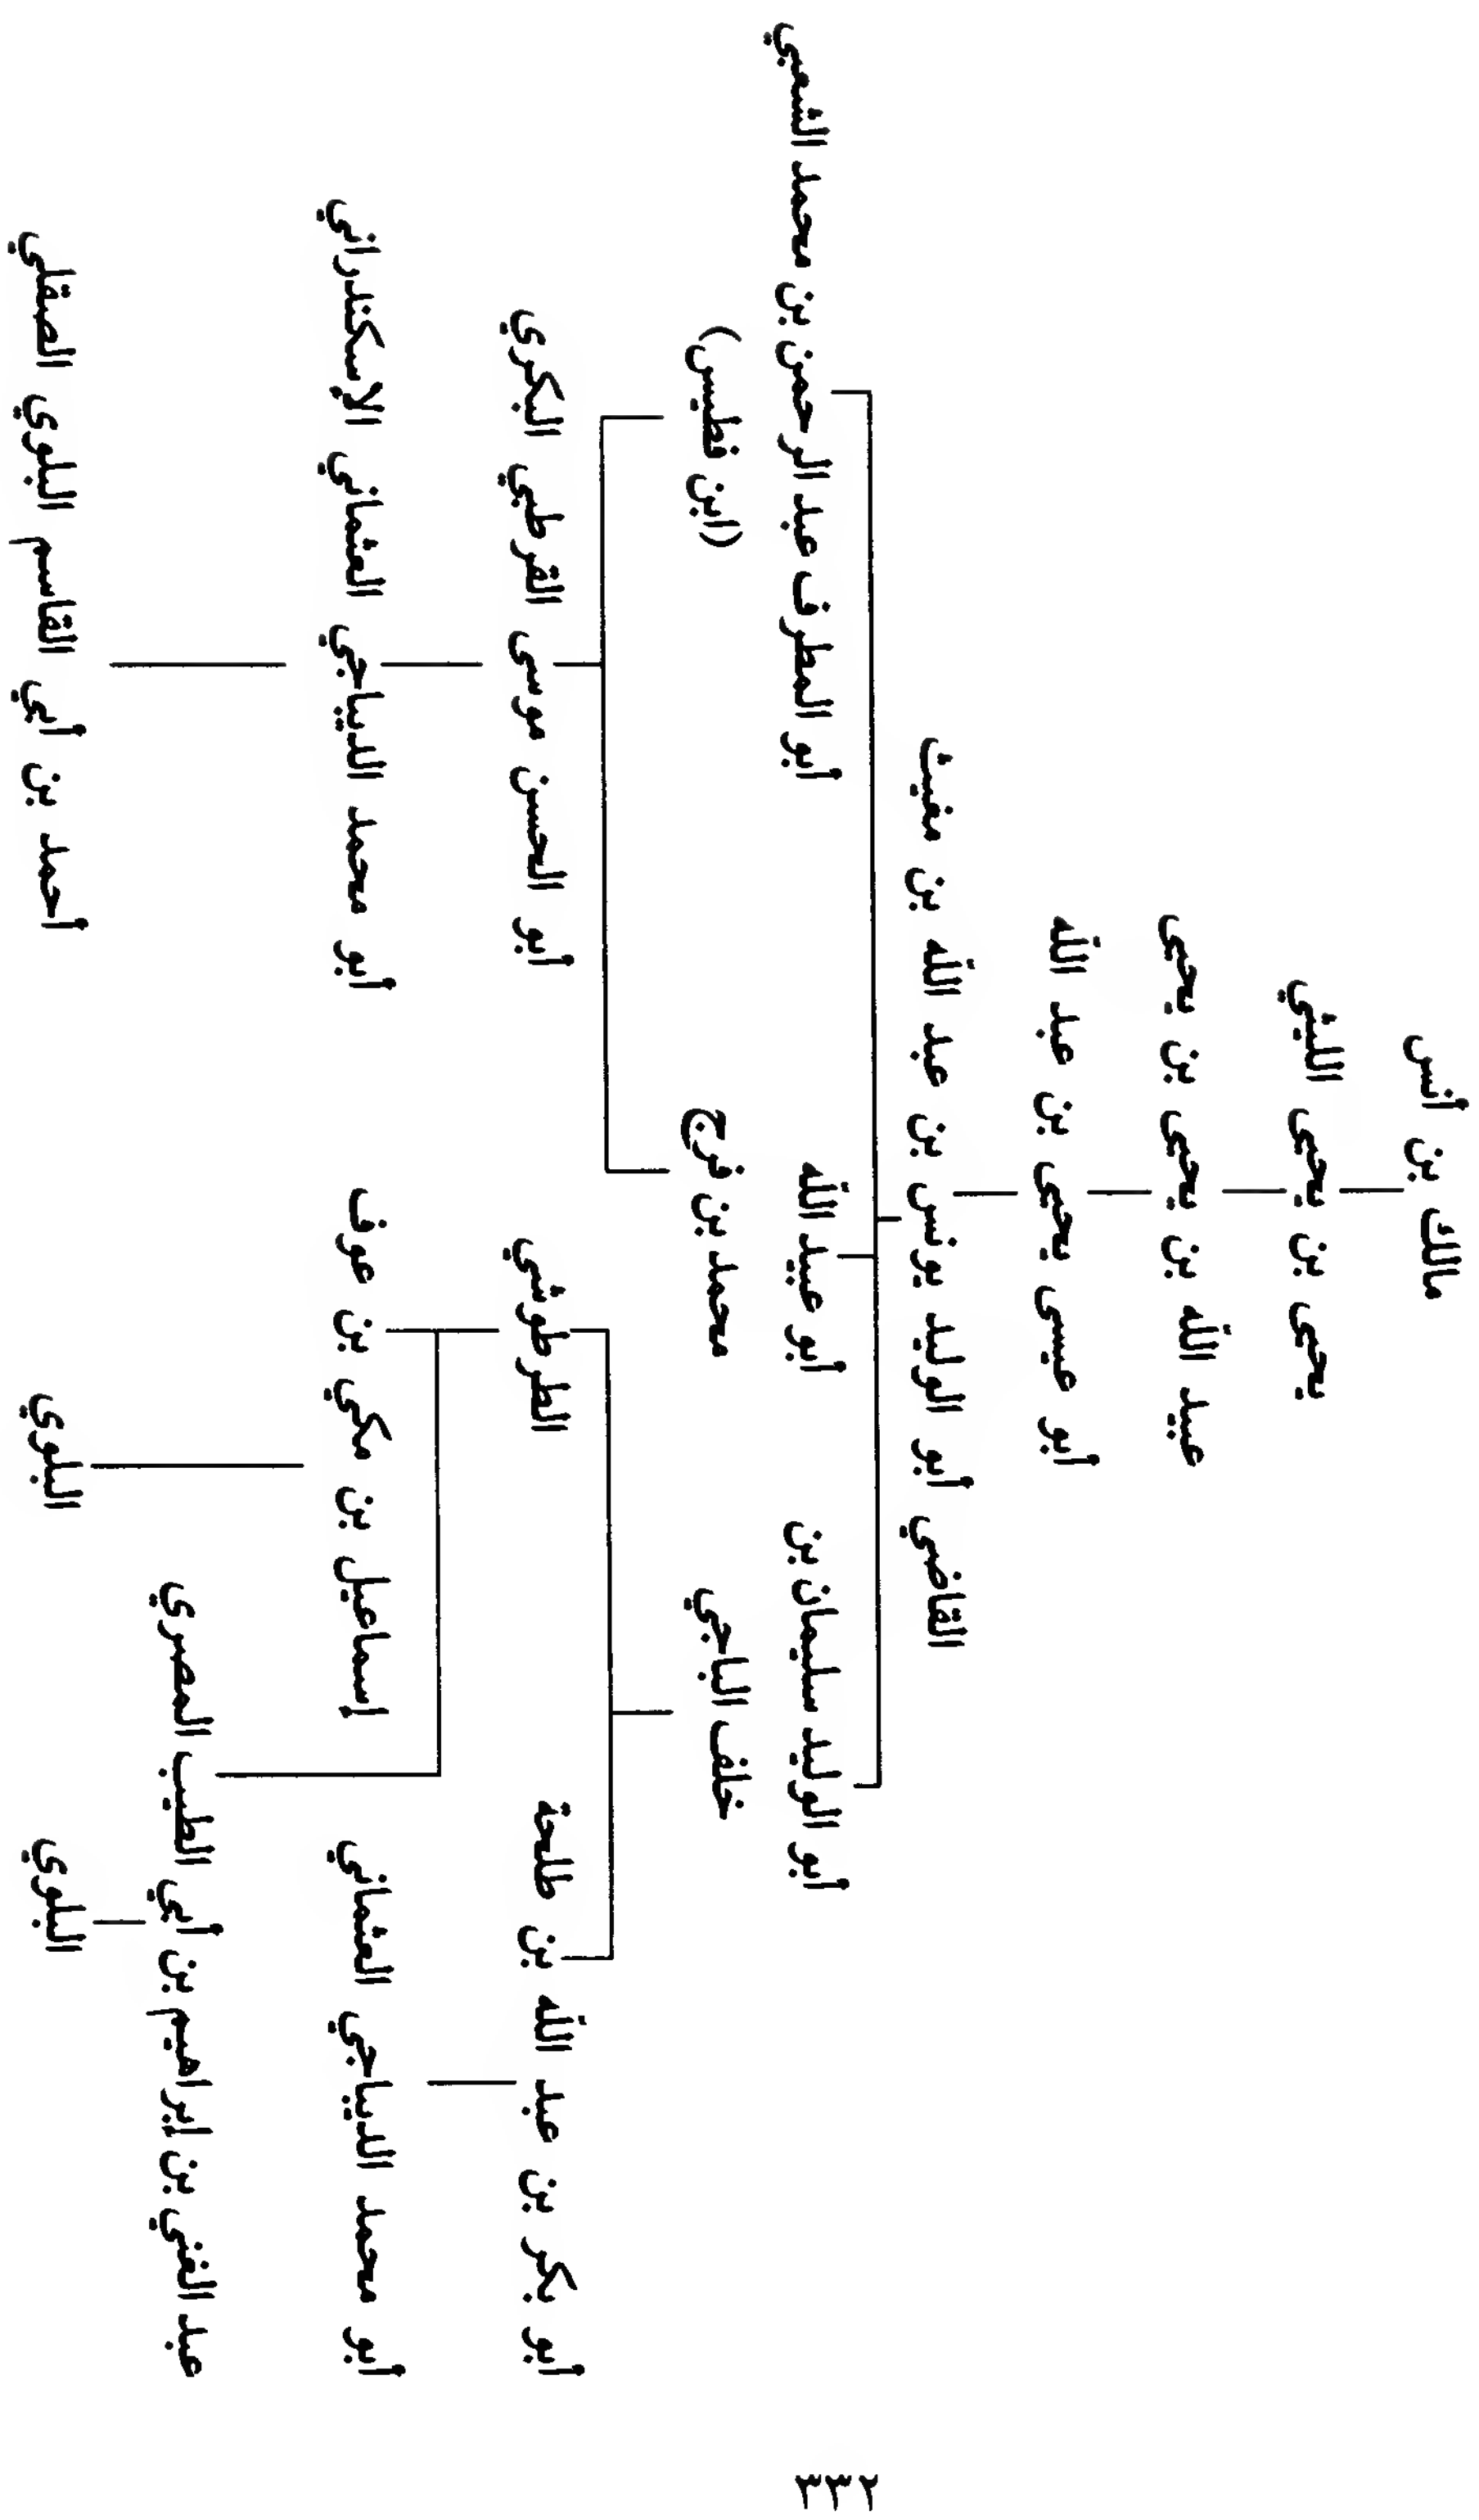 مالك بن أنس
يحيى بن يحيى الليثي
عبيد الله بن يحيى بن يحيى
أبو عيسى يحيى بن عبد الله
القاضي أبو الوليد يونس بن عبد الله بن مغيث
أبو الوليد سليمان بن
خلف الباجي
أبو عبيد الله
محمد بن فرج
أبو المطرف عبد الرحمن بن محمد الشعبي
(ابن فطيس)
أبو بكر بن عبد الله بن طلحة
الطرطوشي
أبو الحسن موسى القرطبي البكري
أبو محمد الديباجي العثماني
إسماعيل بن مكي بن عوف
أبو محمد الديباجي العثماني الإسكندراني
عبد الغني بن إبراهيم بن أبي الطيب المصري
البلوي
البلوي
أحمد بن أبي القاسم البلوي الصقلي
٣٣٢